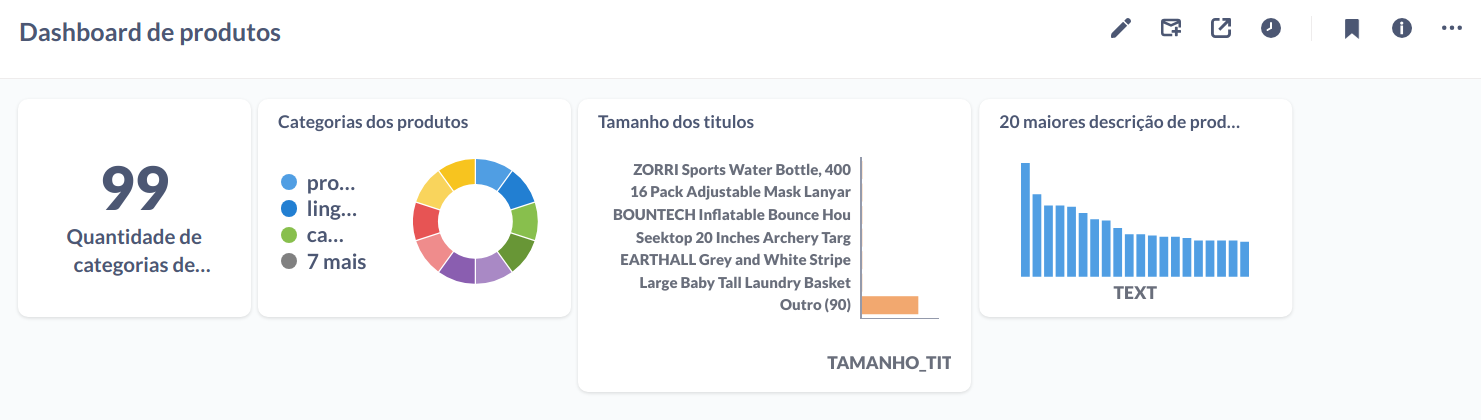 Dashboard de produtos
99
Quantidade de
categorias de...
Categorias dos produtos
pro...
ling...
ca...
7 mais
Tamanho dos titulos
ZORRI Sports Water Bottle, 400
16 Pack Adjustable Mask Lanyar
BOUNTECH Inflatable Bounce Hou
Seektop 20 Inches Archery Targ
EARTHALL Grey and White Stripe
Large Baby Tall Laundry Basket
Outro (90)
TAMANHO_TIT
20 maiores descrição de prod...
TEXT